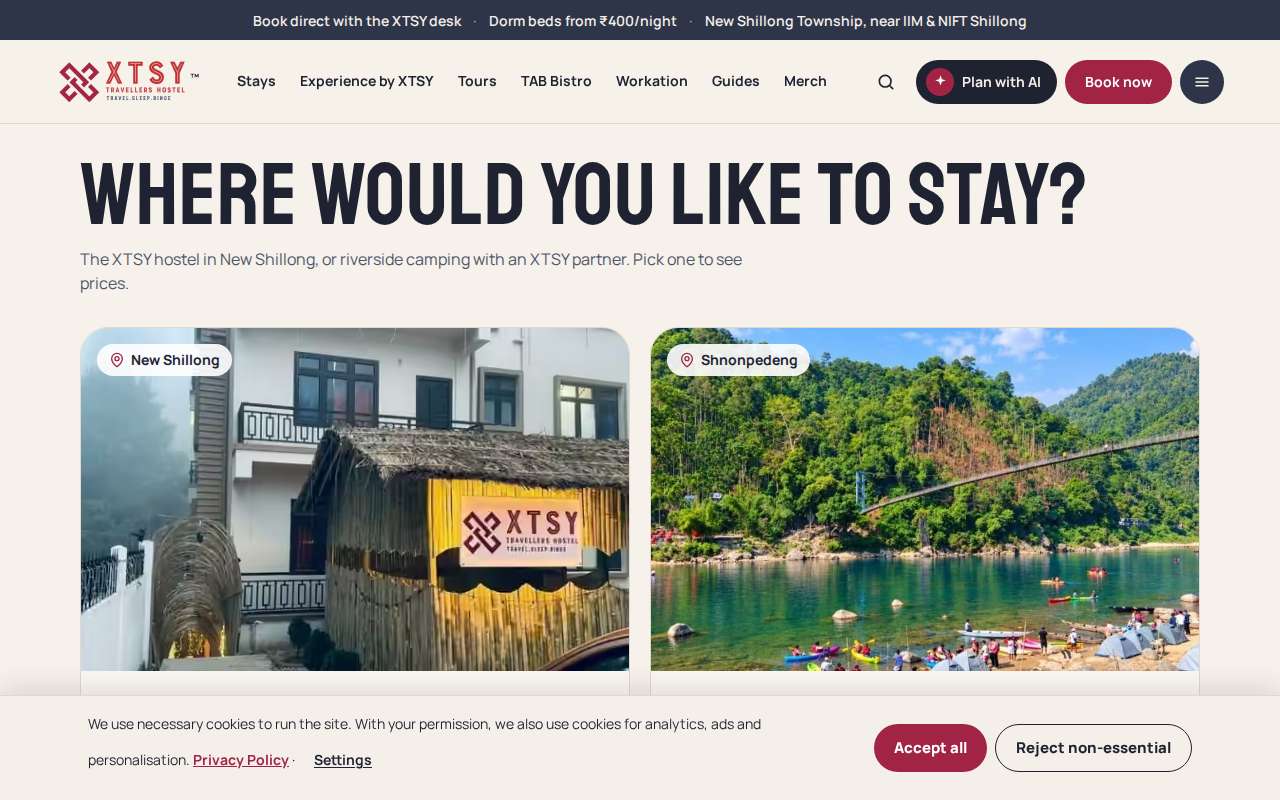 Book direct with the XTSY desk · Dorm beds from ₹400/night · New Shillong Township, near IIM & NIFT Shillong
XTSY ™
TRAVELLERS HOSTEL
TRAVEL.SLEEP.BINGE
Stays Experience by XTSY Tours TAB Bistro Workation Guides Merch Plan with AI Book now
WHERE WOULD YOU LIKE TO STAY?
The XTSY hostel in New Shillong, or riverside camping with an XTSY partner. Pick one to see
prices.
New Shillong
Shnonpedeng
XTSY
TRAVELLERS HOSTEL
TRAVEL.SLEEP.BINGE
We use necessary cookies to run the site. With your permission, we also use cookies for analytics, ads and
personalisation. Privacy Policy · Settings
Accept all
Reject non-essential